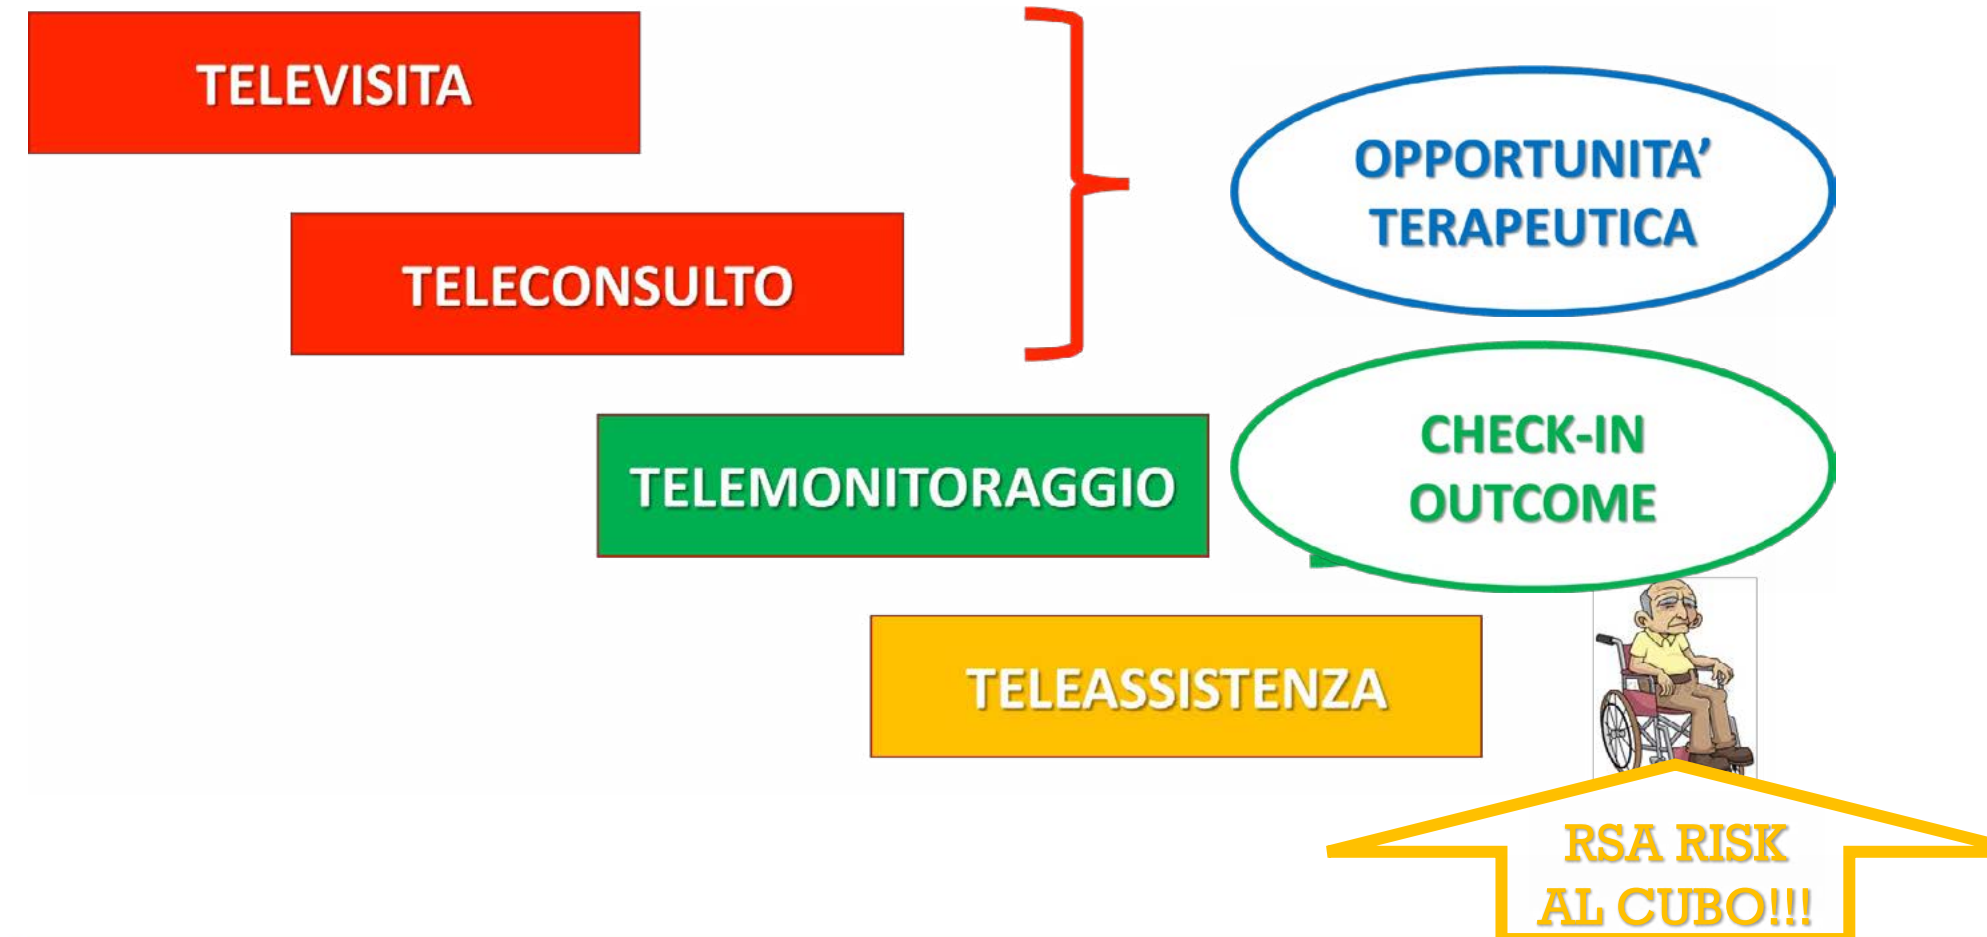 TELEVISITA
OPPORTUNITA’
TERAPEUTICA
TELECONSULTO
CHECK-IN
OUTCOME
TELEMONITORAGGIO
TELEASSISTENZA
RSA RISK
AL CUBO!!!